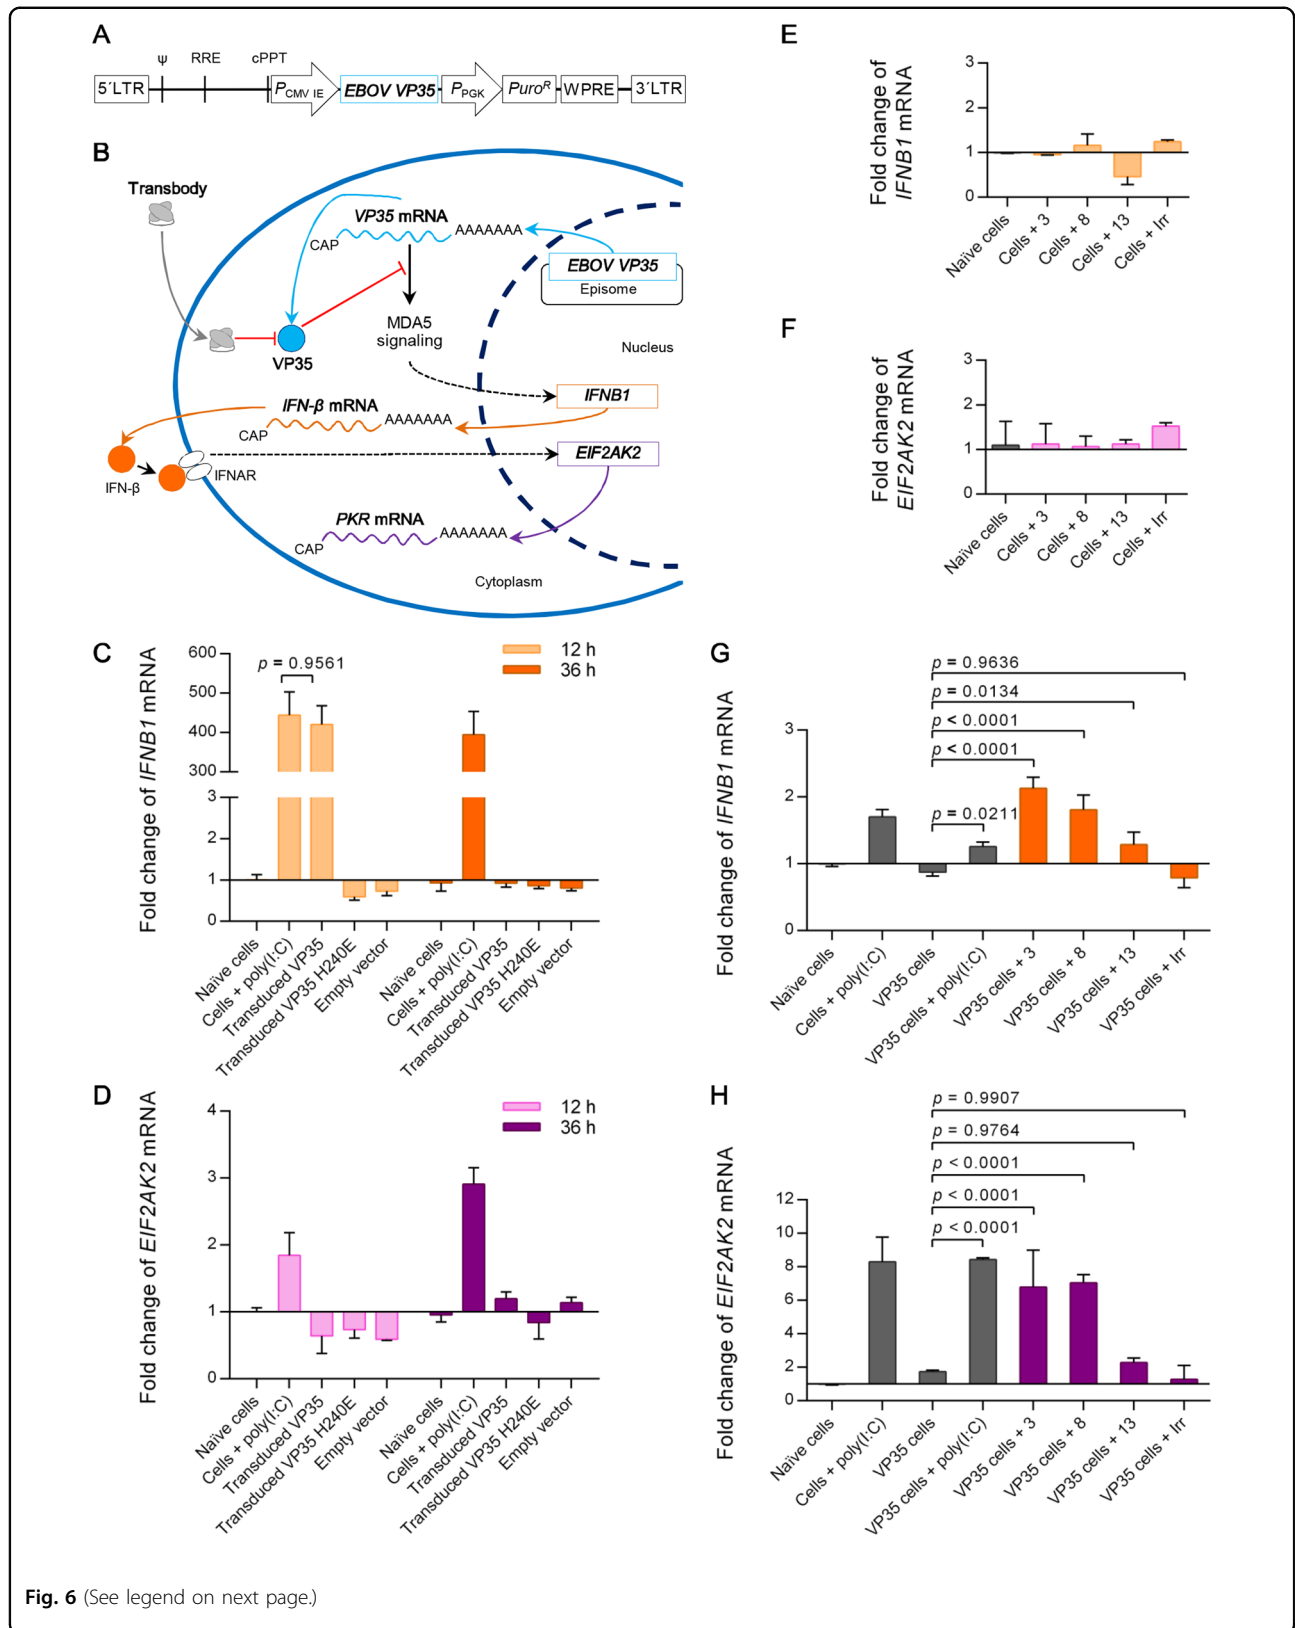 A
5´LTR
ψ
RRE
cPPT
PCMV IE
EBOV VP35
PPGK
PuroR
WPRE
3´LTR
B
Transbody
VP35 mRNA
CAP
AAAAAAA
EBOV VP35
Episome
MDA5
signaling
VP35
Nucleus
IFNB1
IFN-β mRNA
AAAAAAA
CAP
EIF2AK2
IFN-β
IFNAR
PKR mRNA
AAAAAAA
CAP
Cytoplasm
C
Fold change of IFNB1 mRNA
600
500
400
300
3
2
1
0
p = 0.9561
12 h
36 h
Naïve cells
Cells + poly(I:C)
Transduced VP35
Transduced VP35 H240E
Empty vector
Naïve cells
Cells + poly(I:C)
Transduced VP35
Transduced VP35 H240E
Empty vector
D
Fold change of EIF2AK2 mRNA
4
3
2
1
0
12 h
36 h
Naïve cells
Cells + poly(I:C)
Transduced VP35
Transduced VP35 H240E
Empty vector
Naïve cells
Cells + poly(I:C)
Transduced VP35
Transduced VP35 H240E
Empty vector
E
Fold change of
IFNB1 mRNA
3
2
1
0
Naïve cells
Cells + 3
Cells + 8
Cells + 13
Cells + Irr
F
Fold change of
EIF2AK2 mRNA
3
2
1
0
Naïve cells
Cells + 3
Cells + 8
Cells + 13
Cells + Irr
G
Fold change of IFNB1 mRNA
3
2
1
0
p = 0.9636
p = 0.0134
p < 0.0001
p < 0.0001
p = 0.0211
Naïve cells
Cells + poly(I:C)
VP35 cells
VP35 cells + poly(I:C)
VP35 cells + 3
VP35 cells + 8
VP35 cells + 13
VP35 cells + Irr
H
Fold change of EIF2AK2 mRNA
12
10
8
6
4
2
0
p = 0.9907
p = 0.9764
p < 0.0001
p < 0.0001
p < 0.0001
Naïve cells
Cells + poly(I:C)
VP35 cells
VP35 cells + poly(I:C)
VP35 cells + 3
VP35 cells + 8
VP35 cells + 13
VP35 cells + Irr
Fig. 6 (See legend on next page.)